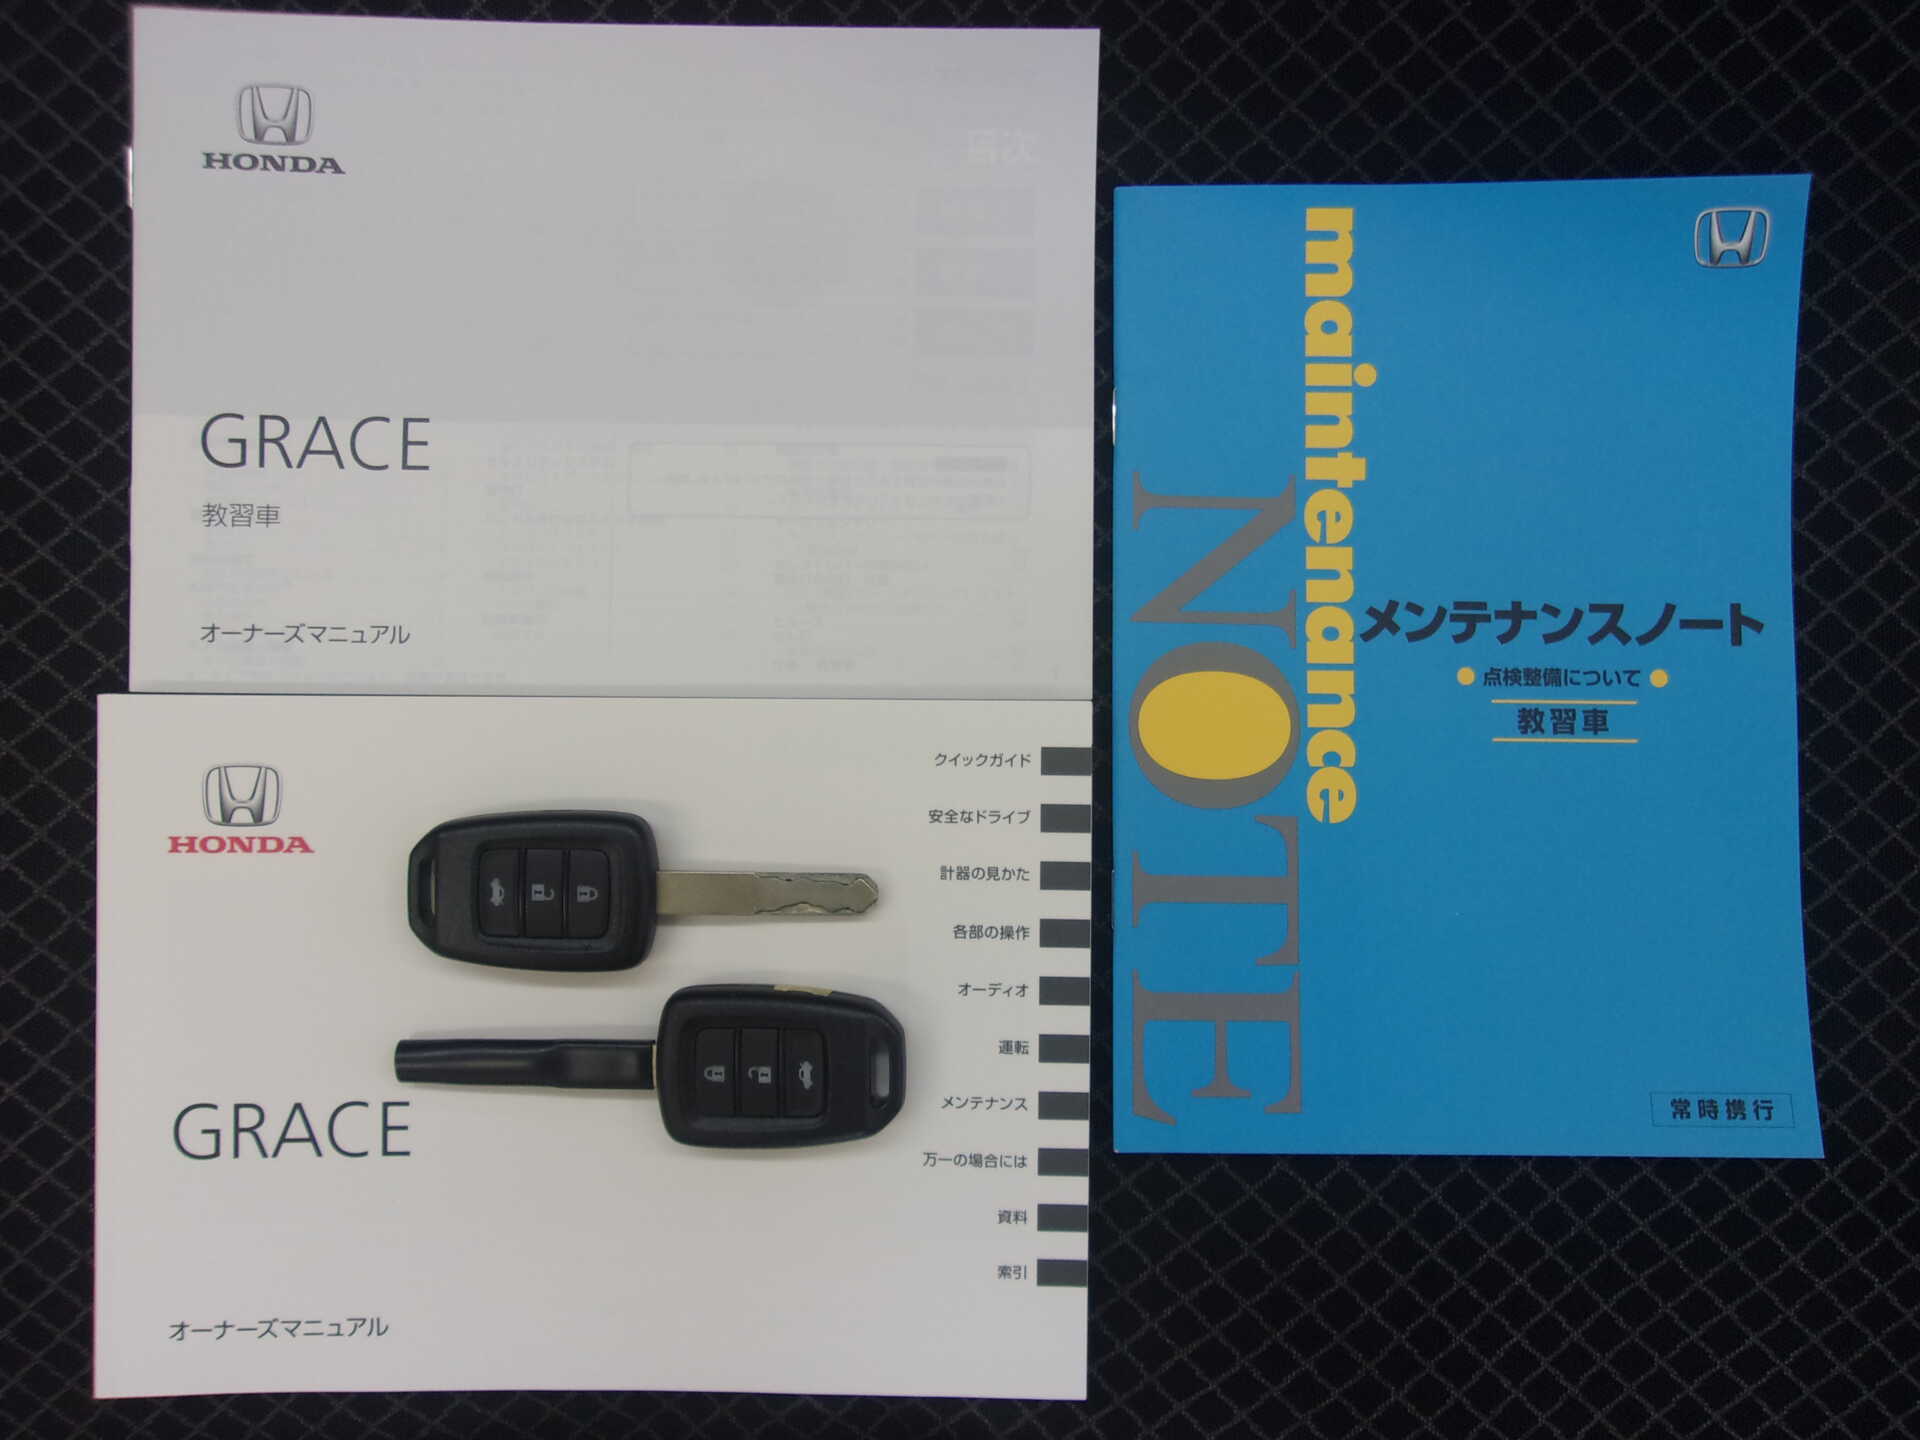 HONDA
GRACE
教習車
オーナーズマニュアル
HONDA
GRACE
オーナーズマニュアル
クイックガイド
安全なドライブ
計器の見かた
各部の操作
オーディオ
運転
メンテナンス
万一の場合には
資料
索引
maintenance
NOTE
メンテナンスノート
●点検整備について●
教習車
常時携行